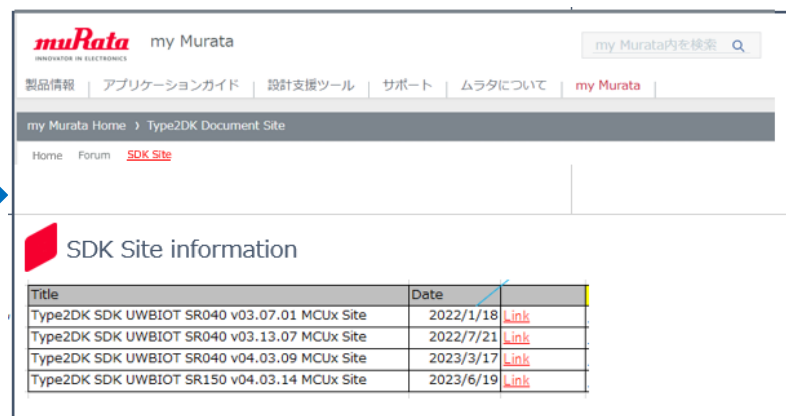 muRata my Murata my Murata内を検索
INNOVATOR IN ELECTRONICS
製品情報 | アプリケーションガイド | 設計支援ツール | サポート | ムラタについて | my Murata |
my Murata Home > Type2DK Document Site
Home Forum SDK Site
SDK Site information
Title Date
Type2DK SDK UWBIOT SR040 v03.07.01 MCUx Site 2022/1/18 Link
Type2DK SDK UWBIOT SR040 v03.13.07 MCUx Site 2022/7/21 Link
Type2DK SDK UWBIOT SR040 v04.03.09 MCUx Site 2023/3/17 Link
Type2DK SDK UWBIOT SR150 v04.03.14 MCUx Site 2023/6/19 Link